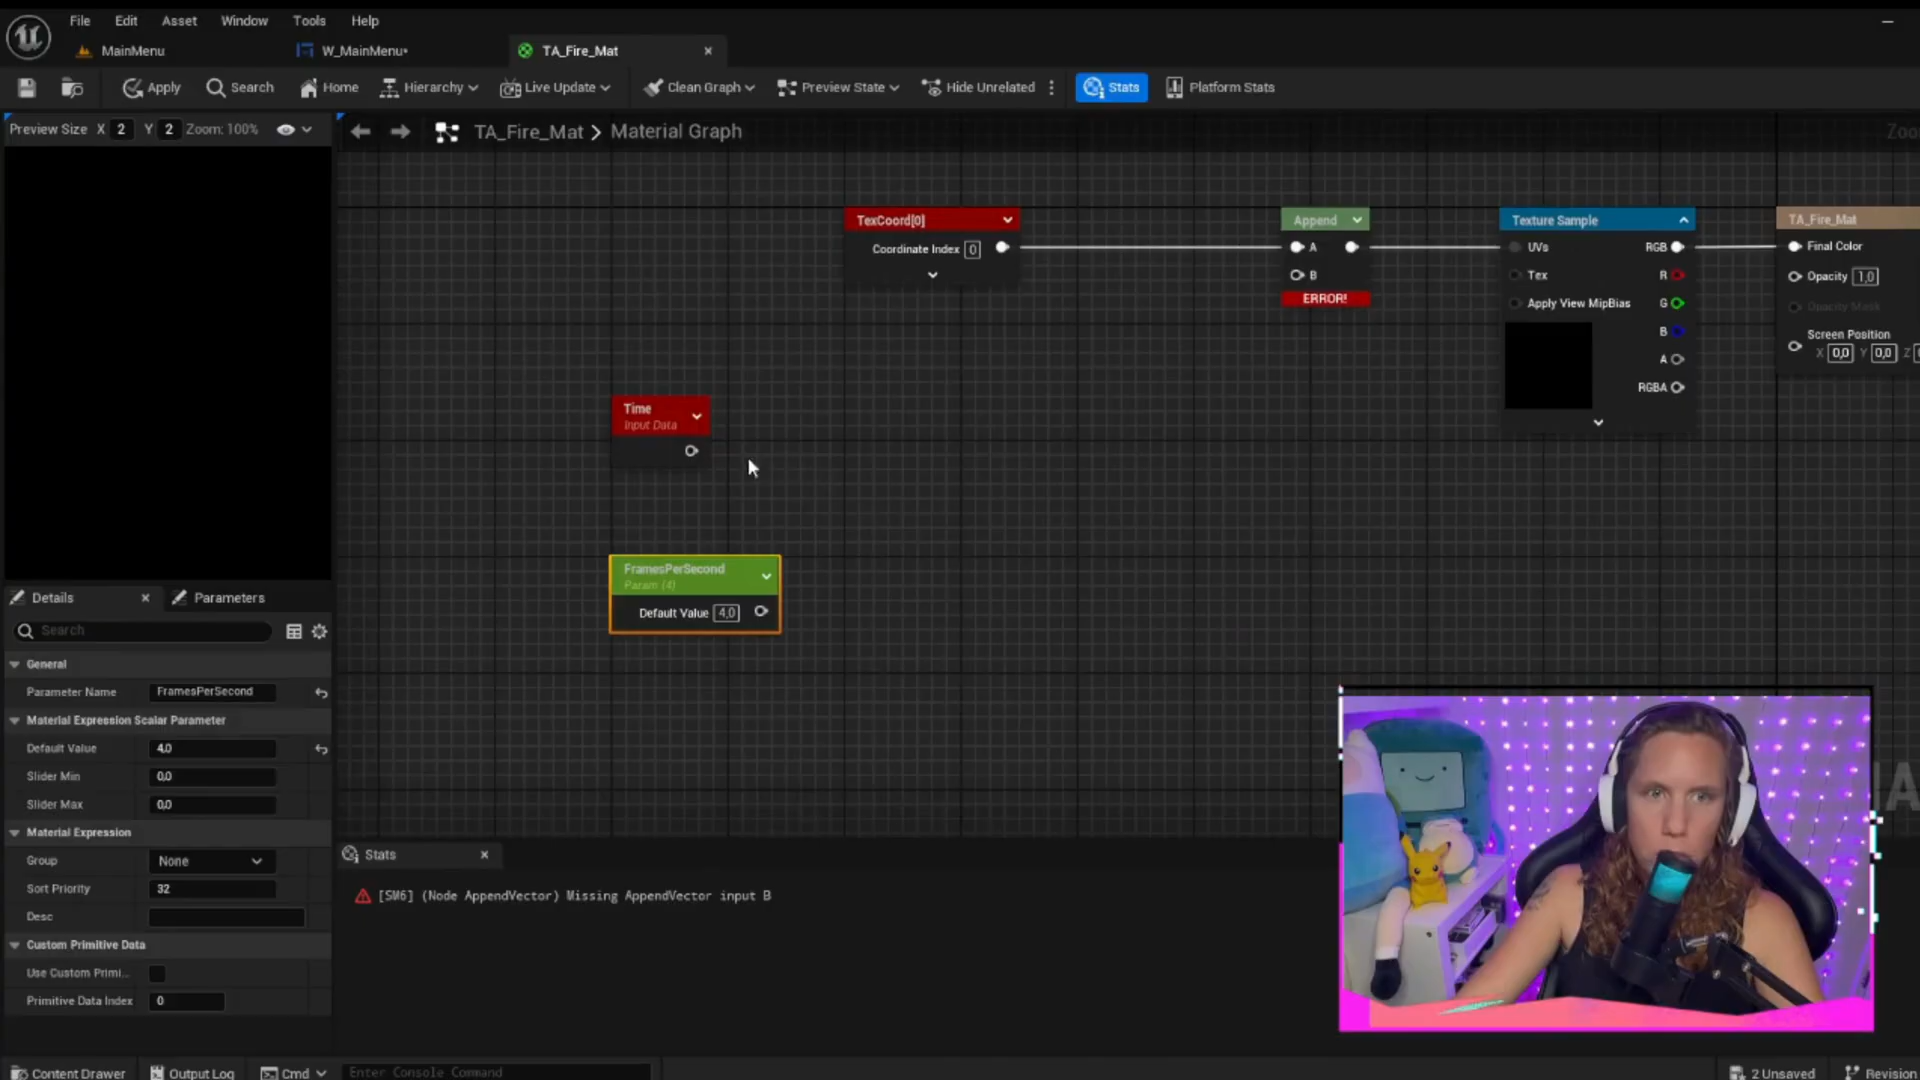 File Edit Asset Window Tools Help
MainMenu W_MainMenu• TA_Fire_Mat
Apply Search Home Hierarchy Live Update Clean Graph Preview State Hide Unrelated Stats Platform Stats
Preview Size X 2 Y 2 Zoom: 100%
TA_Fire_Mat > Material Graph
Zoo
TexCoord[0]
Coordinate Index 0
Append
A
B
ERROR!
Texture Sample
UVs RGB
Tex R
Apply View MipBias G
B
A
RGBA
TA_Fire_Mat
Final Color
Opacity 1,0
Opacity Mask
Screen Position
X 0,0 Y 0,0 Z
Time
Input Data
FramesPerSecond
Param (4)
Default Value 4,0
Details Parameters
Search
General
Parameter Name FramesPerSecond
Material Expression Scalar Parameter
Default Value 4,0
Slider Min 0,0
Slider Max 0,0
Material Expression
Group None
Sort Priority 32
Desc
Custom Primitive Data
Use Custom Primi...
Primitive Data Index 0
Stats
[SM6] (Node AppendVector) Missing AppendVector input B
Content Drawer Output Log Cmd Enter Console Command 2 Unsaved Revision